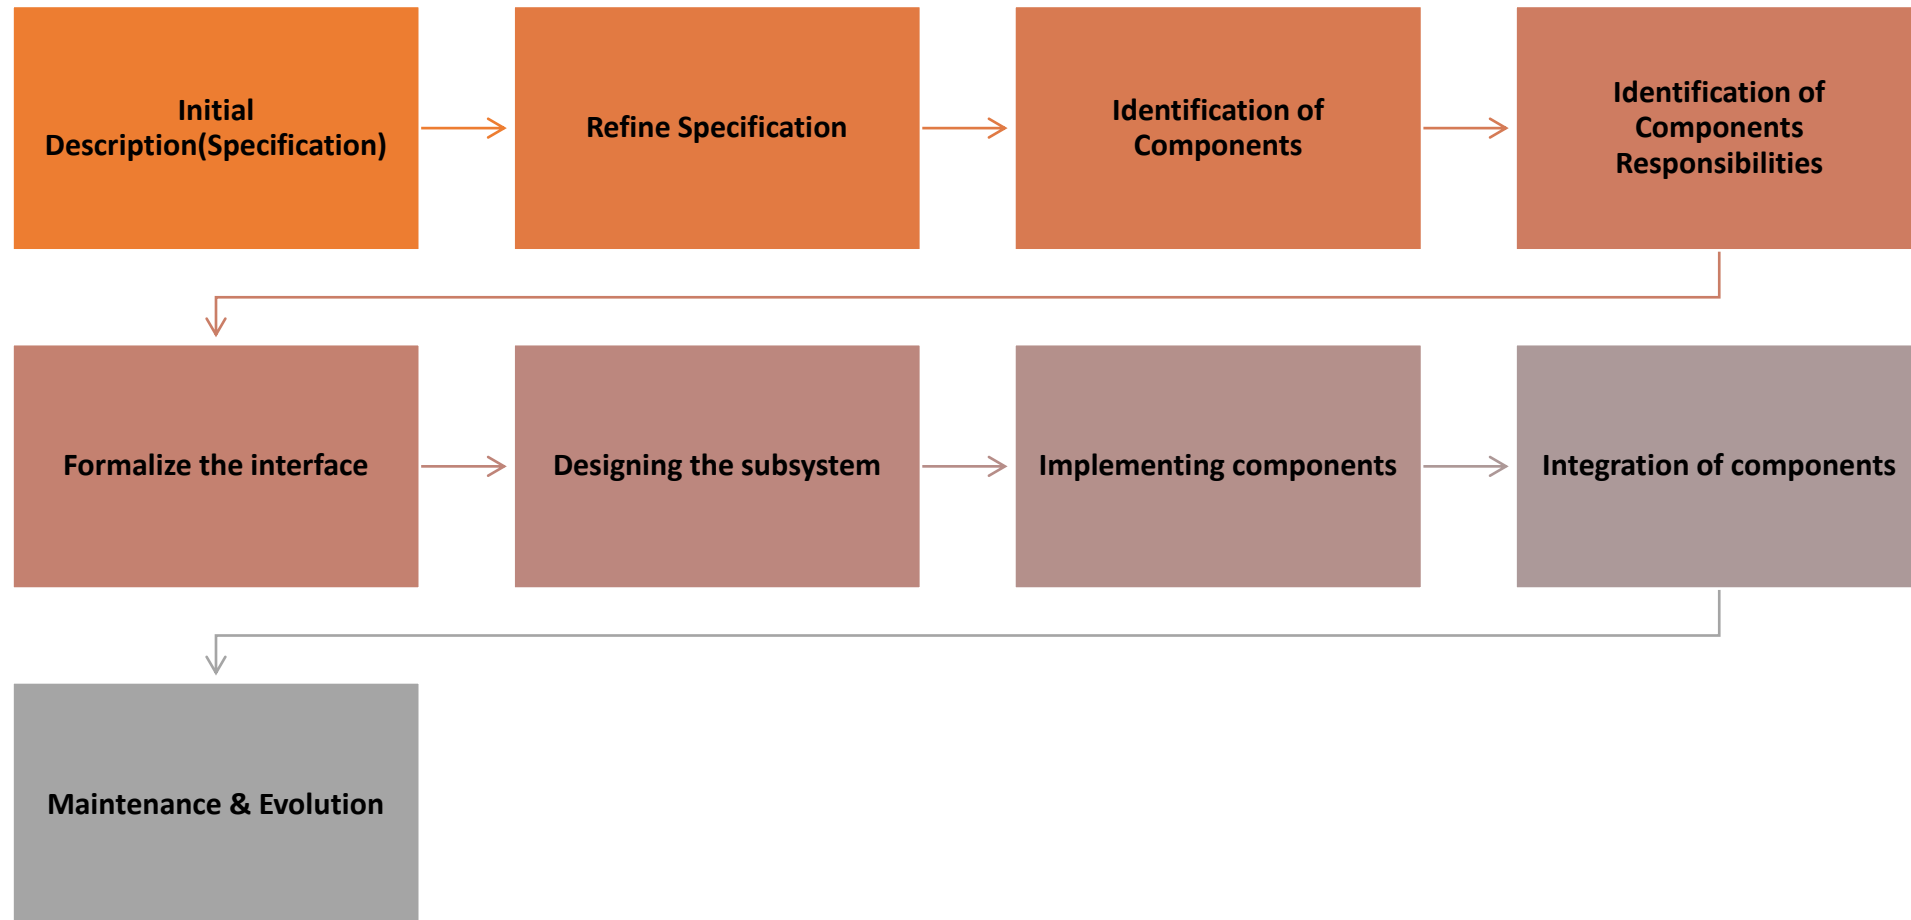 Initial
Description(Specification)
Refine Specification
Identification of
Components
Identification of
Components
Responsibilities
Formalize the interface
Designing the subsystem
Implementing components
Integration of components
Maintenance & Evolution